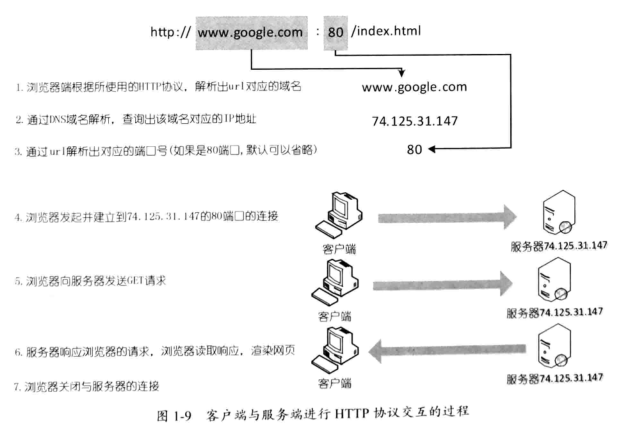 http:// www.google.com : 80 /index.html
1. 浏览器端根据所使用的HTTP协议, 解析出url对应的域名
www.google.com
2. 通过DNS域名解析, 查询出该域名对应的IP地址
74.125.31.147
3. 通过url解析出对应的端口号(如果是80端口, 默认可以省略)
80
4. 浏览器发起并建立到74.125.31.147的80端口的连接
客户端
服务器74.125.31.147
5. 浏览器向服务器发送GET请求
客户端
服务器74.125.31.147
6. 服务器响应浏览器的请求, 浏览器读取响应, 渲染网页
7. 浏览器关闭与服务器的连接
客户端
服务器74.125.31.147
图 1-9 客户端与服务端进行 HTTP 协议交互的过程